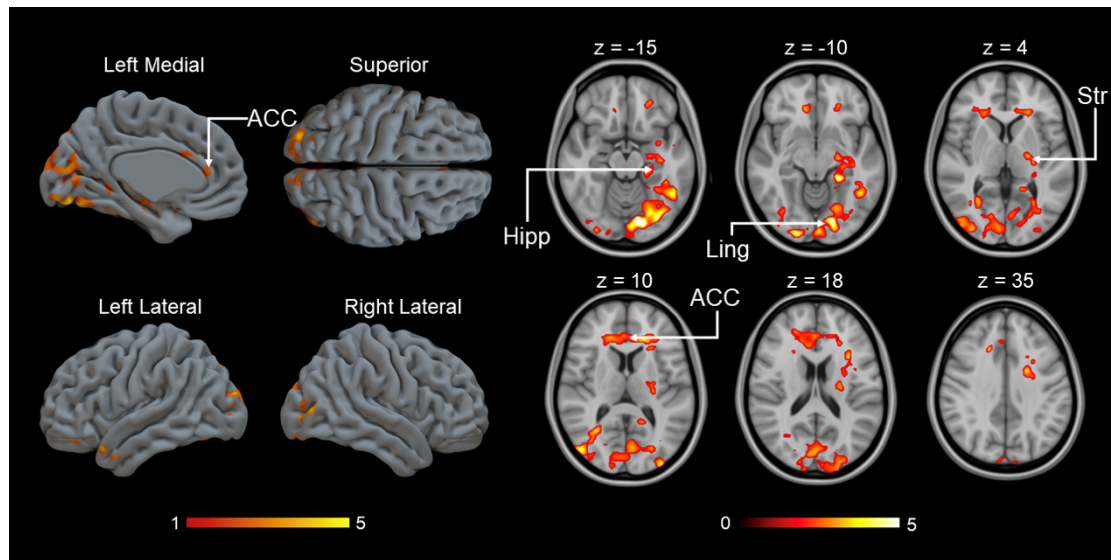 Left Medial
Superior
ACC
Left Lateral
Right Lateral
1
5
z = -15
z = -10
z = 4
Str
Hipp
Ling
z = 10
ACC
z = 18
z = 35
0
5